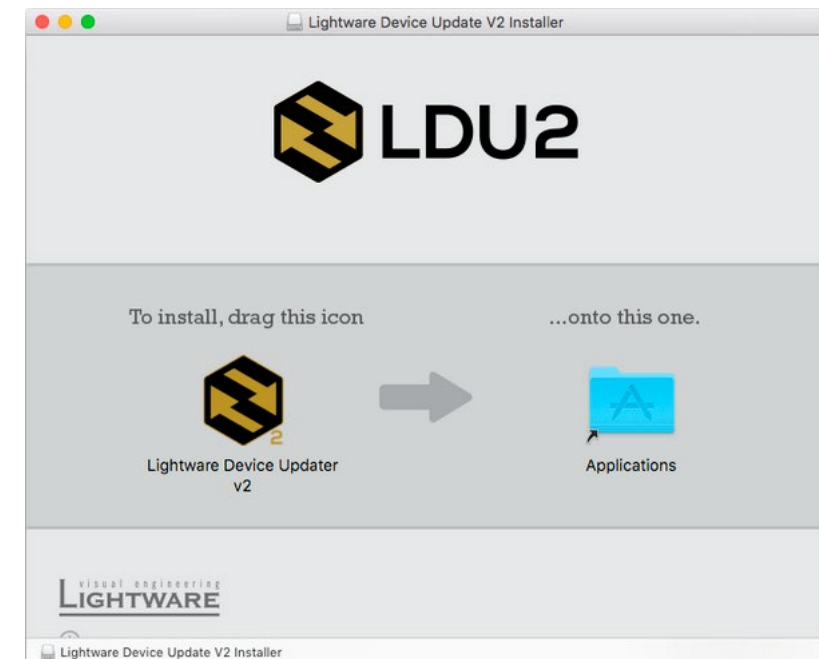 Lightware Device Update V2 Installer
LDU2
To install, drag this icon
...onto this one.
2
Lightware Device Updater
v2
Applications
visual engineering
LIGHTWARE
Lightware Device Update V2 Installer